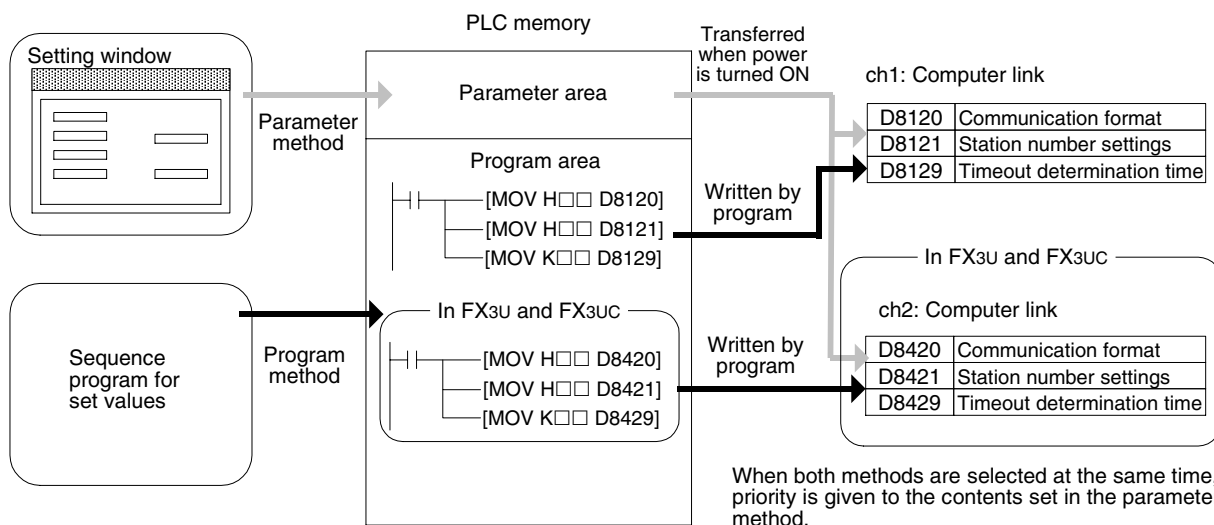 Setting window
Parameter
method
Sequence
program for
set values
Program
method
PLC memory
Parameter area
Program area
[MOV H□□ D8120]
[MOV H□□ D8121]
[MOV K□□ D8129]
In FX3U and FX3UC
[MOV H□□ D8420]
[MOV H□□ D8421]
[MOV K□□ D8429]
Transferred
when power
is turned ON
Written by
program
Written by
program
ch1: Computer link
D8120 Communication format
D8121 Station number settings
D8129 Timeout determination time
In FX3U and FX3UC
ch2: Computer link
D8420 Communication format
D8421 Station number settings
D8429 Timeout determination time
When both methods are selected at the same time,
priority is given to the contents set in the paramete
method.